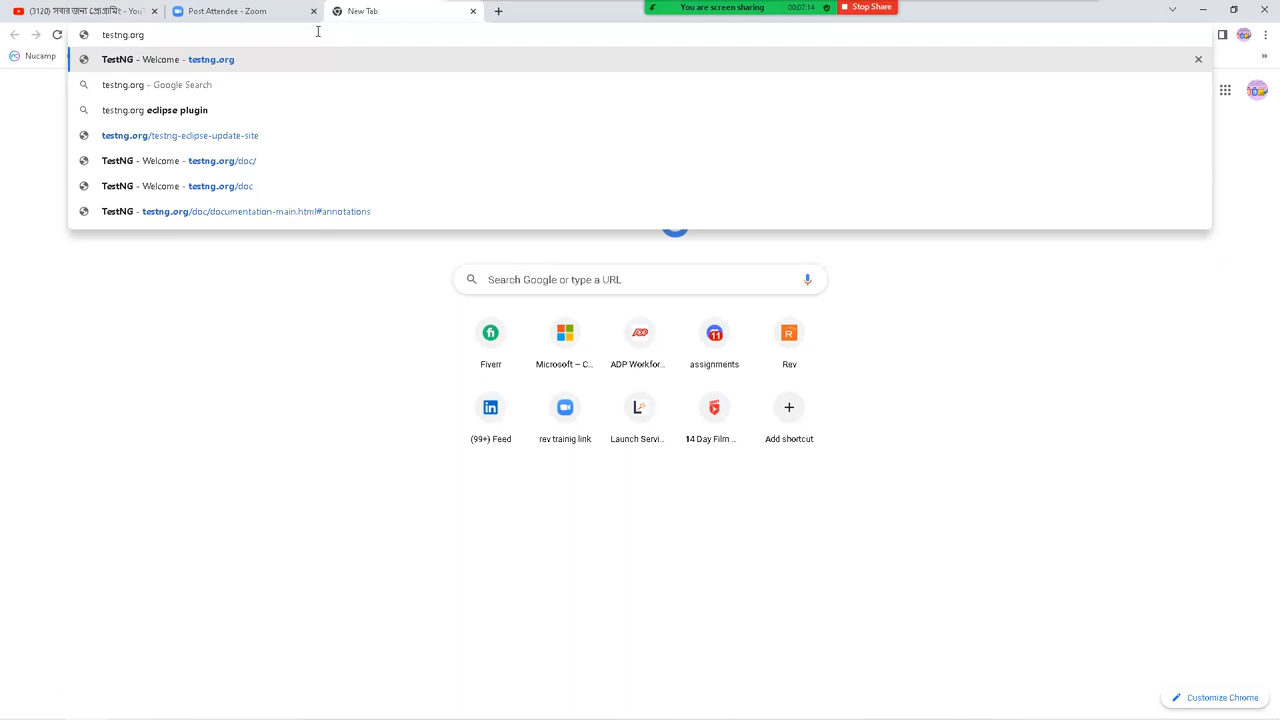 (3120) সবার জন্য প্রোগ্রামিং - You
Post Attendee - Zoom
New Tab
You are screen sharing
00:07:14
Stop Share
testng.org
Nucamp
TestNG - Welcome - testng.org
testng.org - Google Search
testng.org eclipse plugin
testng.org/testng-eclipse-update-site
TestNG - Welcome - testng.org/doc/
TestNG - Welcome - testng.org/doc
TestNG - testng.org/doc/documentation-main.html#annotations
Search Google or type a URL
Fiverr
Microsoft – C...
ADP Workfor...
assignments
Rev
(99+) Feed
rev trainig link
Launch Servi...
14 Day Film ...
Add shortcut
Customize Chrome